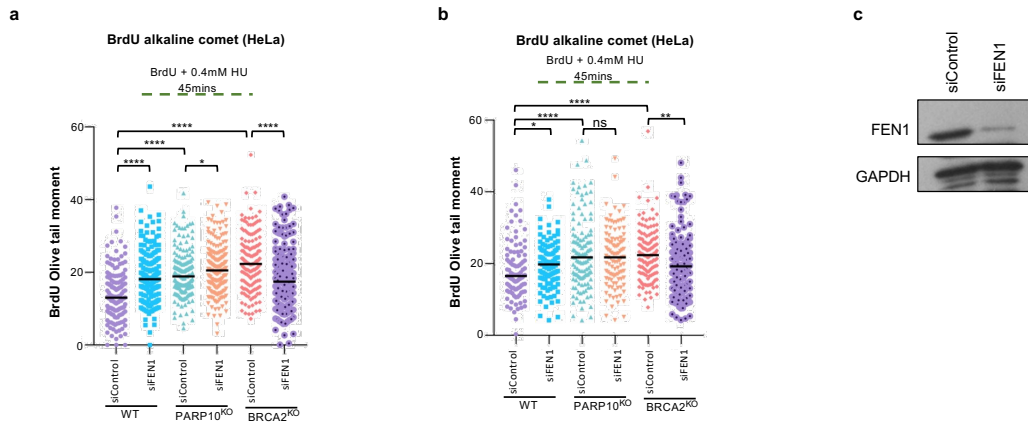 a
BrdU alkaline comet (HeLa)
BrdU + 0.4mM HU
45mins
****
**** ****
**** *
BrdU Olive tail moment
60
40
20
0
siControl
siFEN1
siControl
siFEN1
siControl
siFEN1
WT
PARP10KO
BRCA2KO
b
BrdU alkaline comet (HeLa)
BrdU + 0.4mM HU
45mins
****
**** ns **
*
BrdU Olive tail moment
60
40
20
0
siControl
siFEN1
siControl
siFEN1
siControl
siFEN1
WT
PARP10KO
BRCA2KO
c
siControl
siFEN1
FEN1
GAPDH